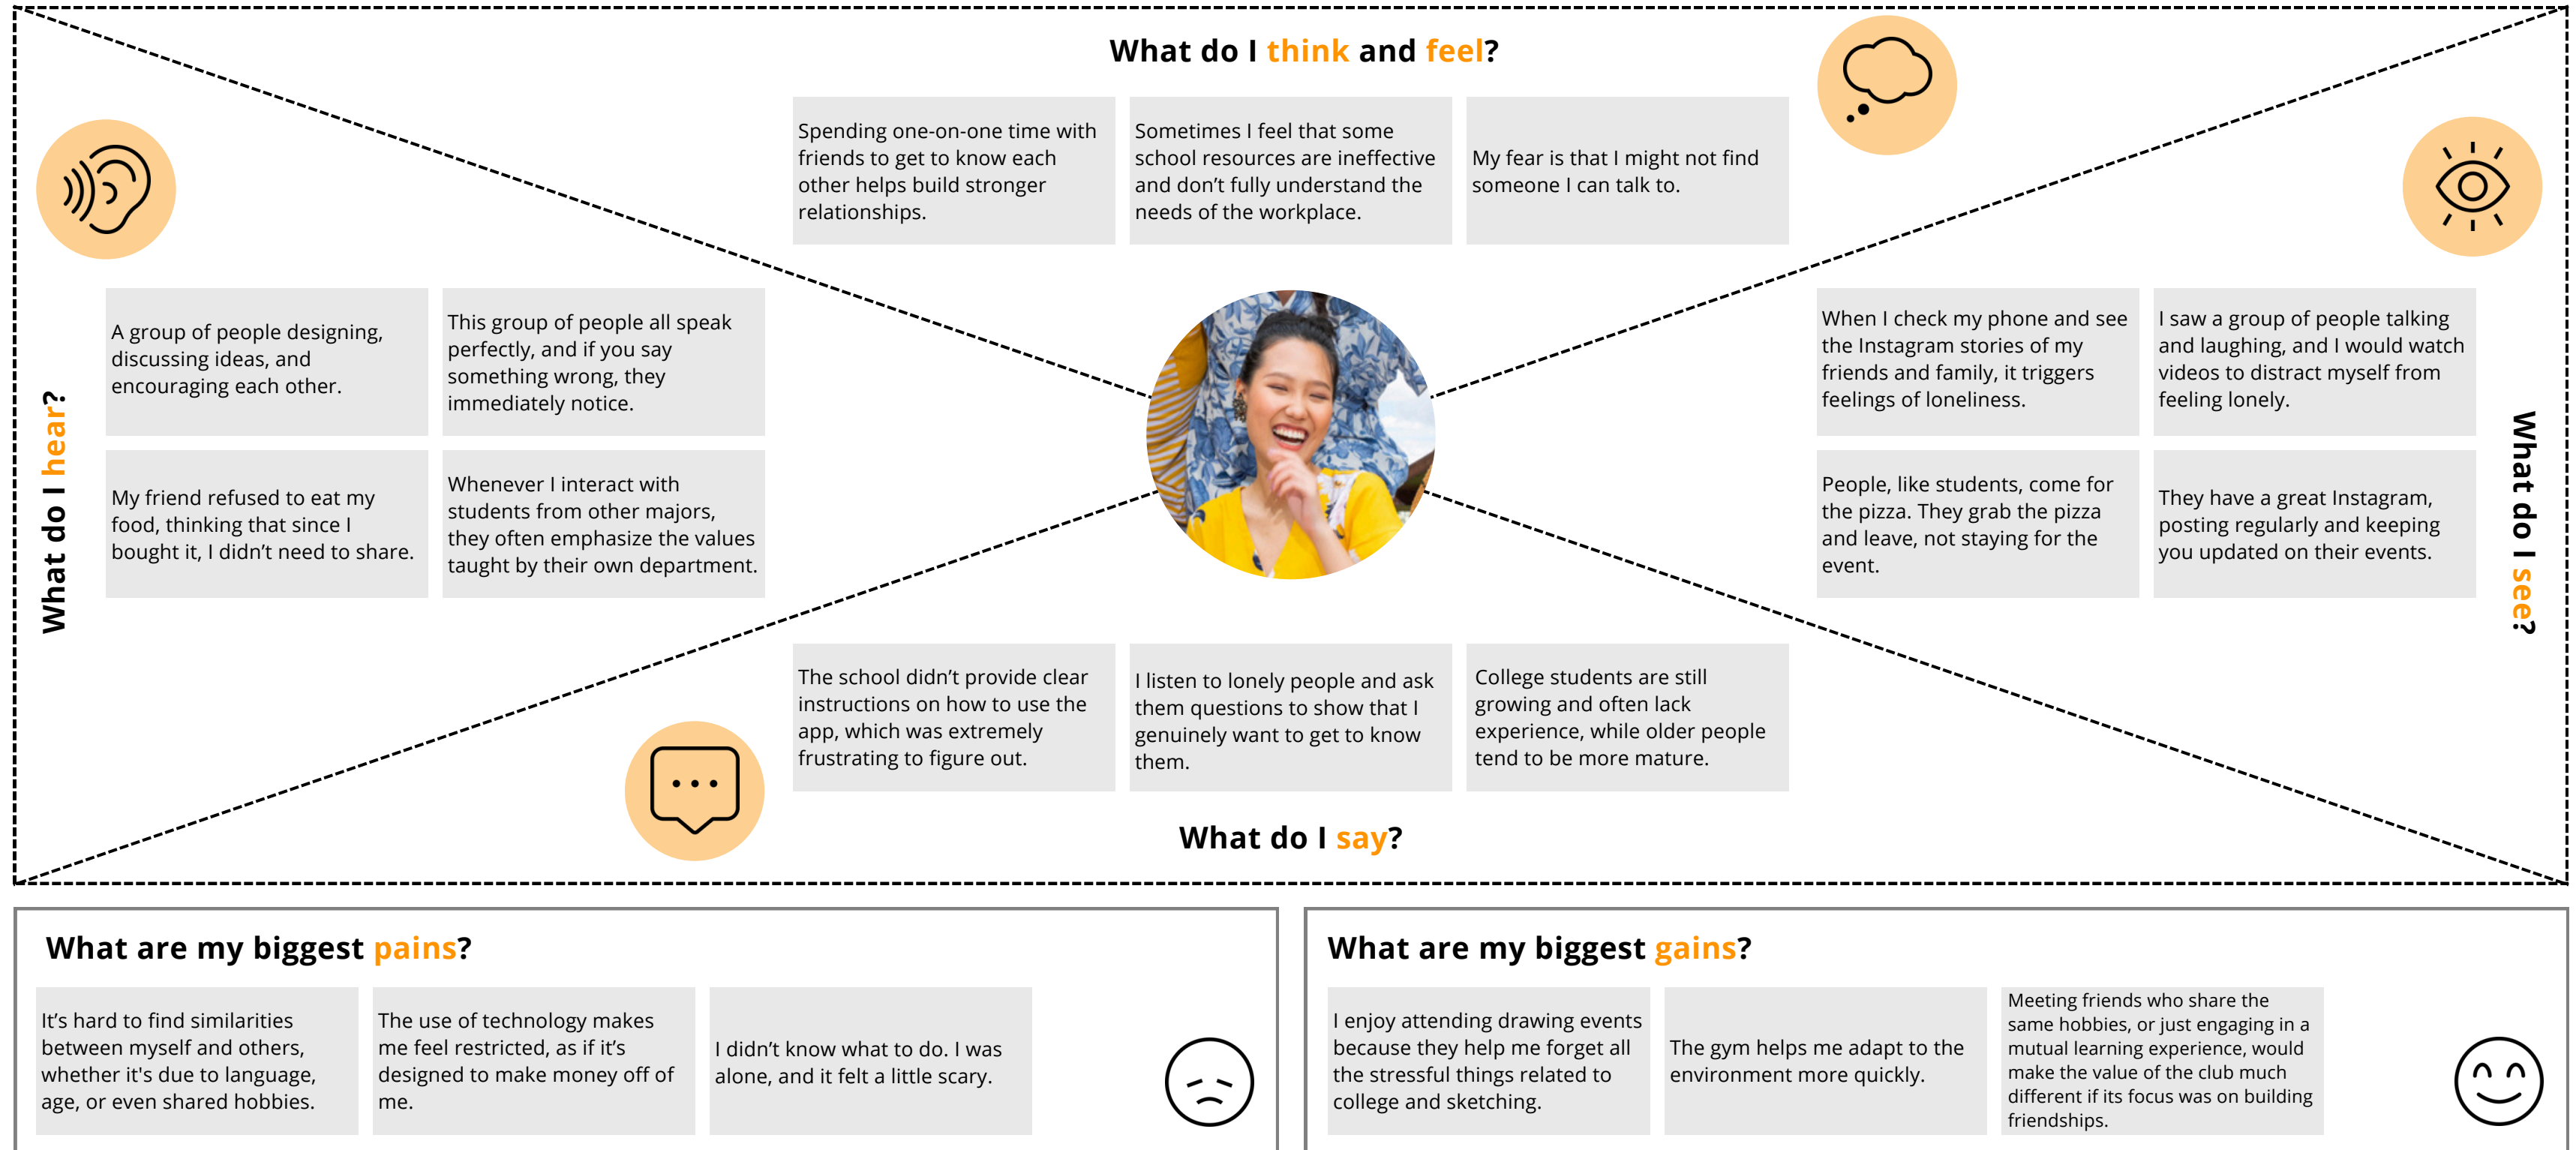 What do I think and feel?
Spending one-on-one time with
friends to get to know each
other helps build stronger
relationships.
Sometimes I feel that some
school resources are ineffective
and don't fully understand the
needs of the workplace.
My fear is that I might not find
someone I can talk to.
What do I hear?
A group of people designing,
discussing ideas, and
encouraging each other.
This group of people all speak
perfectly, and if you say
something wrong, they
immediately notice.
My friend refused to eat my
food, thinking that since I
bought it, I didn't need to share.
Whenever I interact with
students from other majors,
they often emphasize the values
taught by their own department.
When I check my phone and see
the Instagram stories of my
friends and family, it triggers
feelings of loneliness.
I saw a group of people talking
and laughing, and I would watch
videos to distract myself from
feeling lonely.
People, like students, come for
the pizza. They grab the pizza
and leave, not staying for the
event.
They have a great Instagram,
posting regularly and keeping
you updated on their events.
What do I see?
The school didn't provide clear
instructions on how to use the
app, which was extremely
frustrating to figure out.
I listen to lonely people and ask
them questions to show that I
genuinely want to get to know
them.
College students are still
growing and often lack
experience, while older people
tend to be more mature.
What do I say?
What are my biggest pains?
It's hard to find similarities
between myself and others,
whether it's due to language,
age, or even shared hobbies.
The use of technology makes
me feel restricted, as if it's
designed to make money off of
me.
I didn't know what to do. I was
alone, and it felt a little scary.
What are my biggest gains?
I enjoy attending drawing events
because they help me forget all
the stressful things related to
college and sketching.
The gym helps me adapt to the
environment more quickly.
Meeting friends who share the
same hobbies, or just engaging in a
mutual learning experience, would
make the value of the club much
different if its focus was on building
friendships.